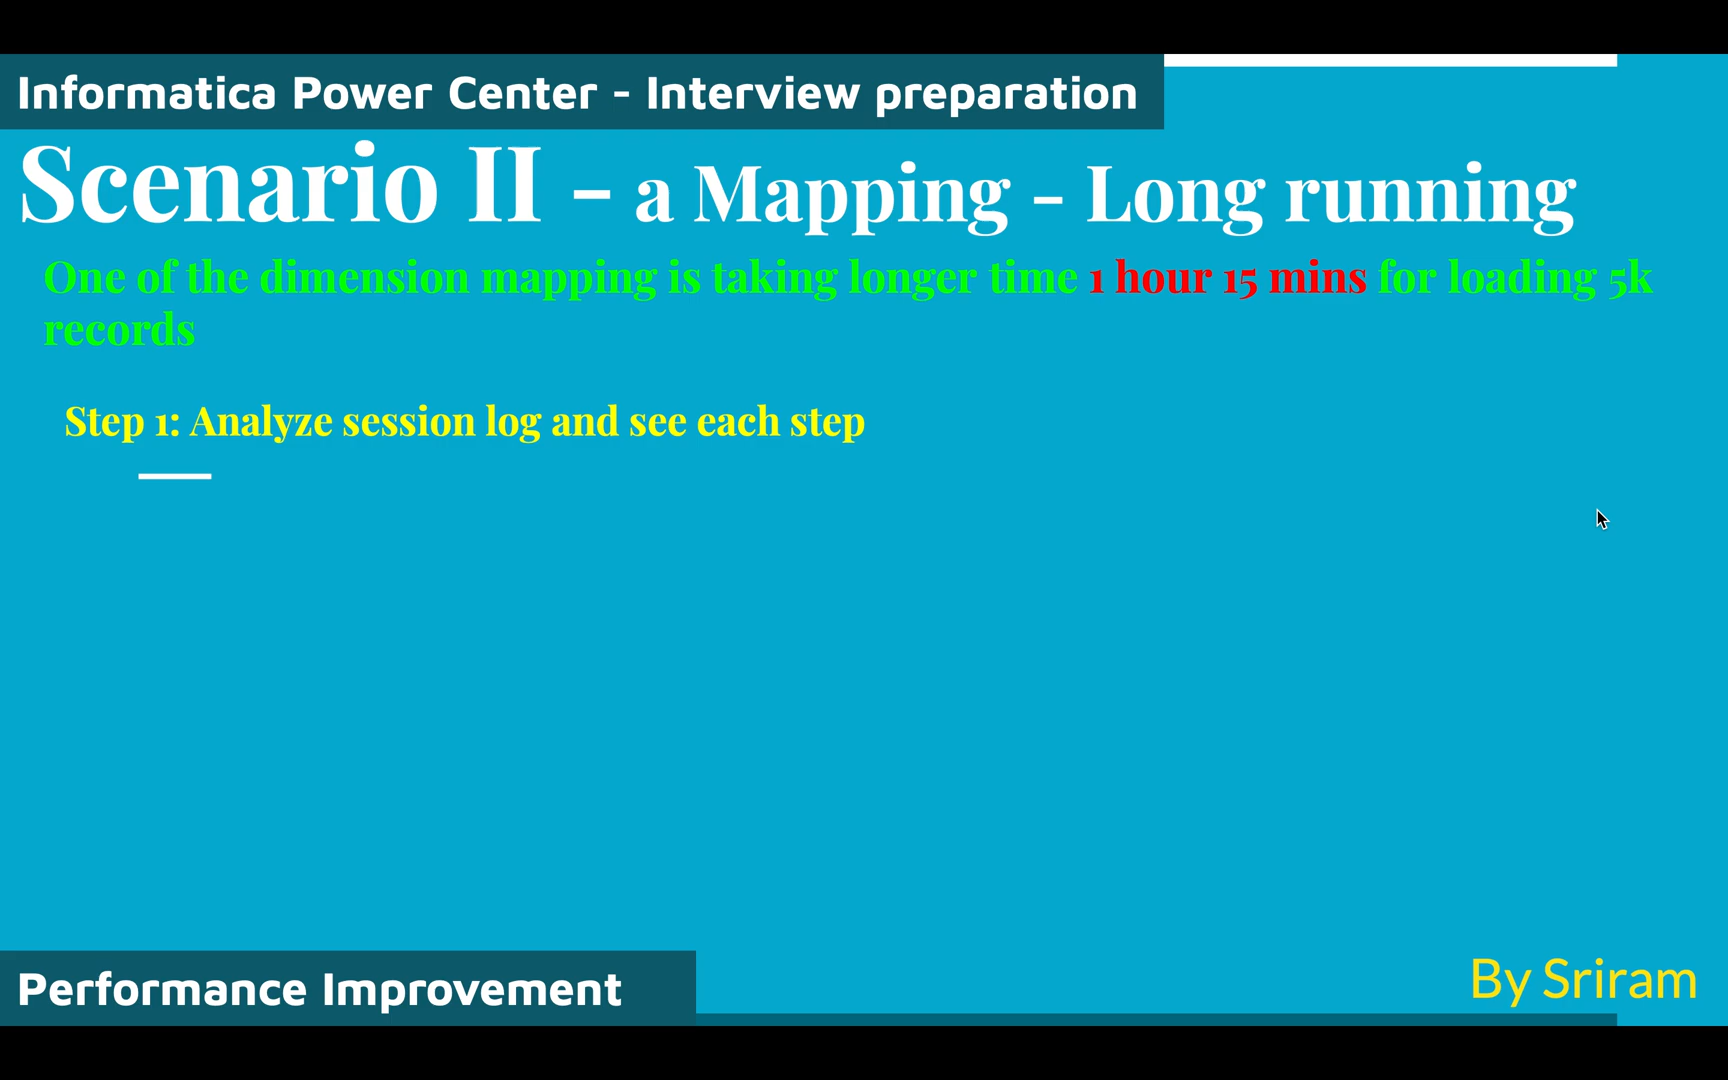 Informatica Power Center - Interview preparation
Scenario II - a Mapping - Long running
One of the dimension mapping is taking longer time 1 hour 15 mins for loading 5k
records
Step 1: Analyze session log and see each step
Performance Improvement
By Sriram